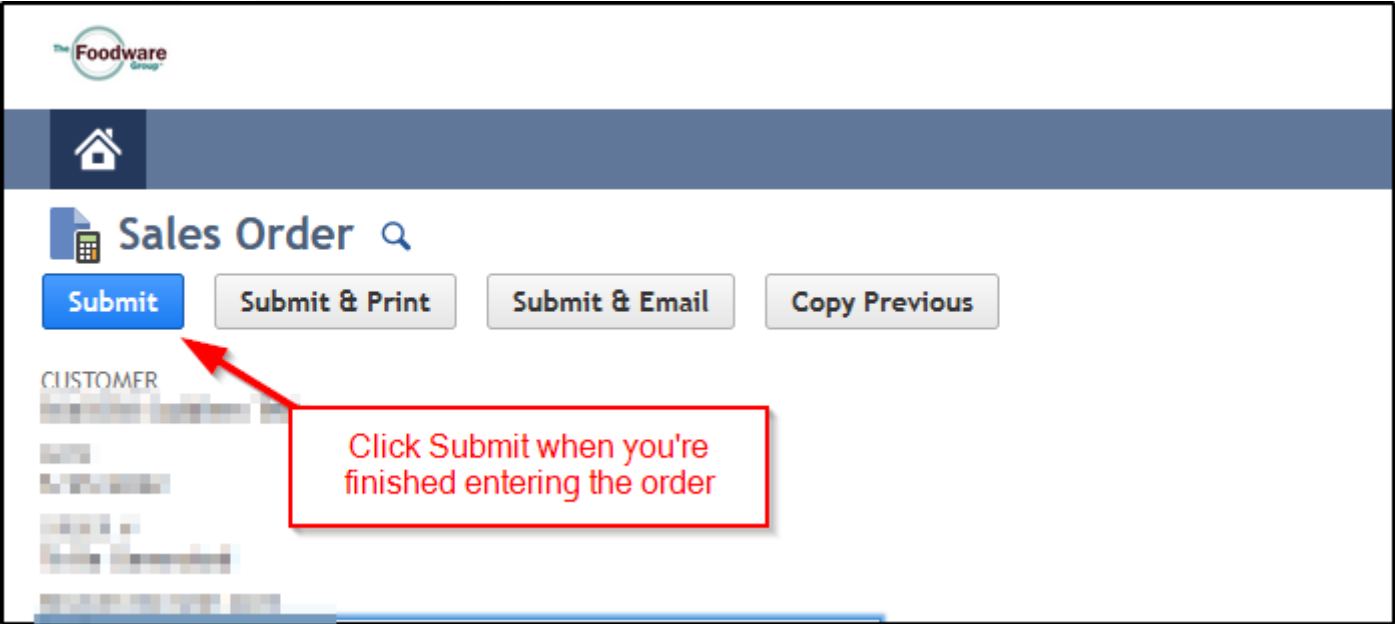 The
Foodware
Group
Sales Order
Submit
Submit & Print
Submit & Email
Copy Previous
CUSTOMER
Click Submit when you're
finished entering the order